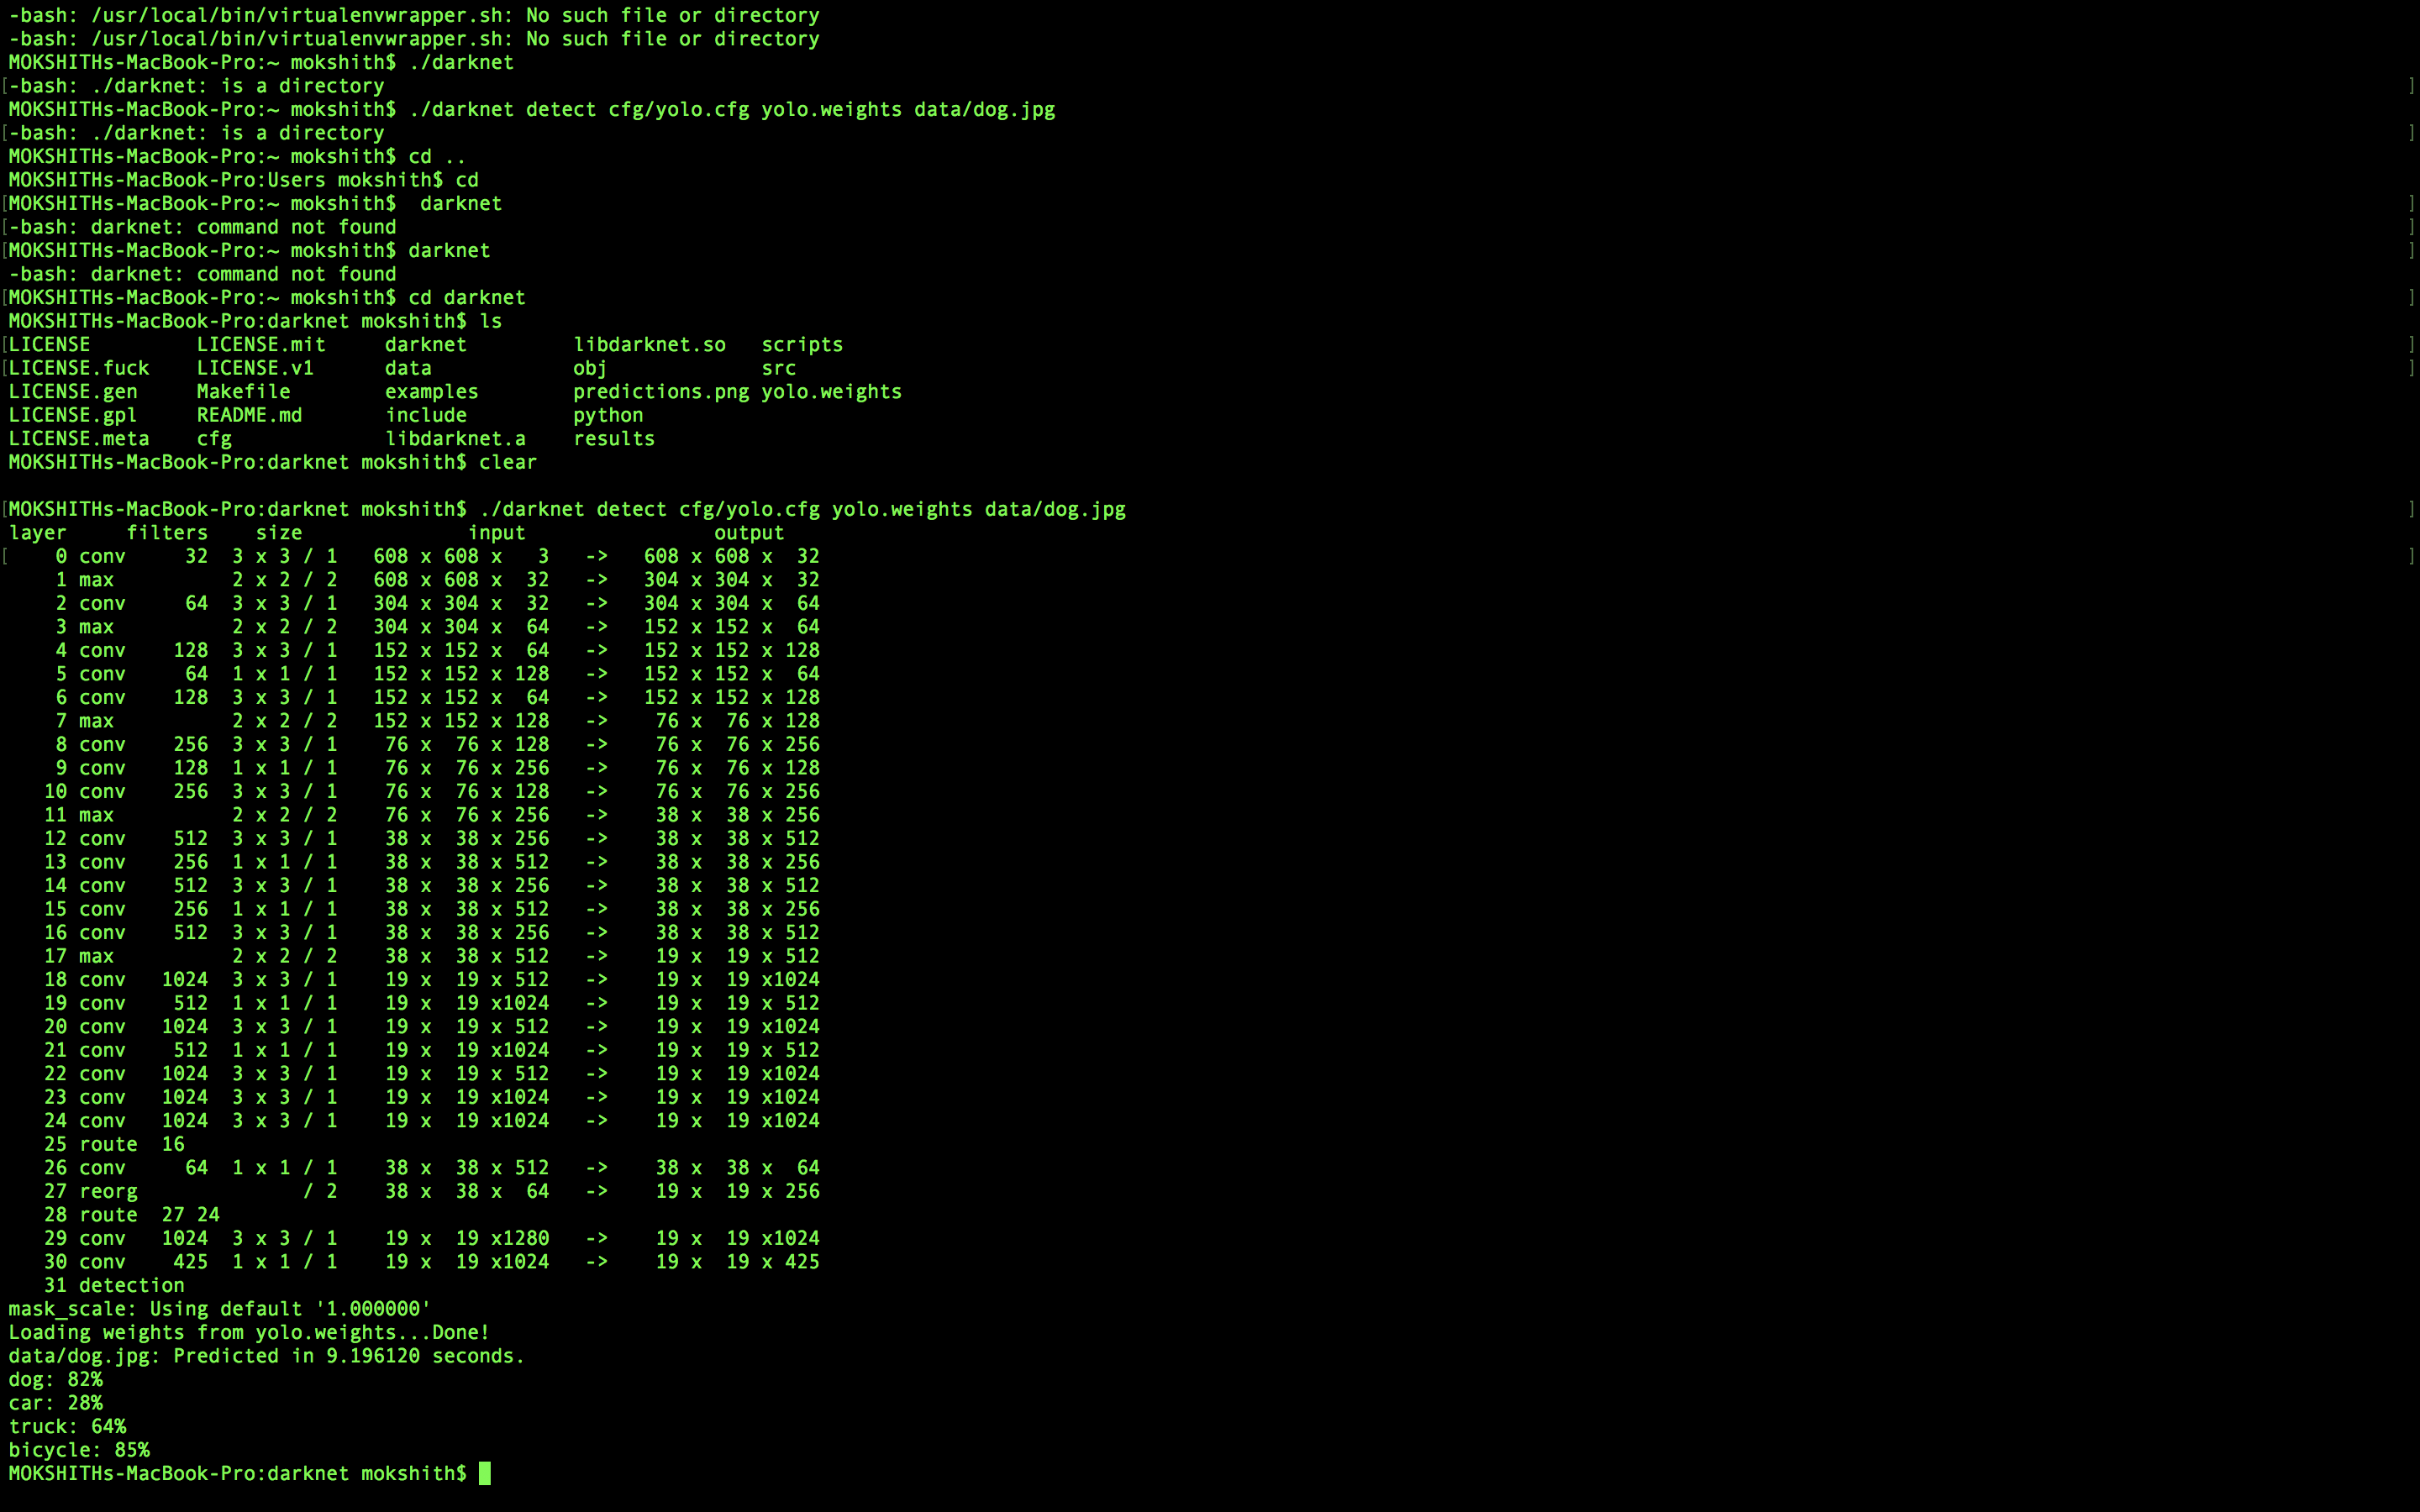 -bash: /usr/local/bin/virtualenvwrapper.sh: No such file or directory
-bash: /usr/local/bin/virtualenvwrapper.sh: No such file or directory
MOKSHITHs-MacBook-Pro:~ mokshith$ ./darknet
[-bash: ./darknet: is a directory ]
MOKSHITHs-MacBook-Pro:~ mokshith$ ./darknet detect cfg/yolo.cfg yolo.weights data/dog.jpg
[-bash: ./darknet: is a directory ]
MOKSHITHs-MacBook-Pro:~ mokshith$ cd ..
MOKSHITHs-MacBook-Pro:Users mokshith$ cd
[MOKSHITHs-MacBook-Pro:~ mokshith$  darknet ]
[-bash: darknet: command not found ]
[MOKSHITHs-MacBook-Pro:~ mokshith$ darknet ]
-bash: darknet: command not found
[MOKSHITHs-MacBook-Pro:~ mokshith$ cd darknet ]
MOKSHITHs-MacBook-Pro:darknet mokshith$ ls
[LICENSE         LICENSE.mit     darknet         libdarknet.so   scripts ]
[LICENSE.fuck    LICENSE.v1      data            obj             src ]
LICENSE.gen     Makefile        examples        predictions.png yolo.weights
LICENSE.gpl     README.md       include         python
LICENSE.meta    cfg             libdarknet.a    results
MOKSHITHs-MacBook-Pro:darknet mokshith$ clear
[MOKSHITHs-MacBook-Pro:darknet mokshith$ ./darknet detect cfg/yolo.cfg yolo.weights data/dog.jpg ]
layer     filters    size              input                output
[    0 conv     32  3 x 3 / 1   608 x 608 x   3   ->   608 x 608 x  32 ]
    1 max          2 x 2 / 2   608 x 608 x  32   ->   304 x 304 x  32
    2 conv     64  3 x 3 / 1   304 x 304 x  32   ->   304 x 304 x  64
    3 max          2 x 2 / 2   304 x 304 x  64   ->   152 x 152 x  64
    4 conv    128  3 x 3 / 1   152 x 152 x  64   ->   152 x 152 x 128
    5 conv     64  1 x 1 / 1   152 x 152 x 128   ->   152 x 152 x  64
    6 conv    128  3 x 3 / 1   152 x 152 x  64   ->   152 x 152 x 128
    7 max          2 x 2 / 2   152 x 152 x 128   ->    76 x  76 x 128
    8 conv    256  3 x 3 / 1    76 x  76 x 128   ->    76 x  76 x 256
    9 conv    128  1 x 1 / 1    76 x  76 x 256   ->    76 x  76 x 128
   10 conv    256  3 x 3 / 1    76 x  76 x 128   ->    76 x  76 x 256
   11 max          2 x 2 / 2    76 x  76 x 256   ->    38 x  38 x 256
   12 conv    512  3 x 3 / 1    38 x  38 x 256   ->    38 x  38 x 512
   13 conv    256  1 x 1 / 1    38 x  38 x 512   ->    38 x  38 x 256
   14 conv    512  3 x 3 / 1    38 x  38 x 256   ->    38 x  38 x 512
   15 conv    256  1 x 1 / 1    38 x  38 x 512   ->    38 x  38 x 256
   16 conv    512  3 x 3 / 1    38 x  38 x 256   ->    38 x  38 x 512
   17 max          2 x 2 / 2    38 x  38 x 512   ->    19 x  19 x 512
   18 conv   1024  3 x 3 / 1    19 x  19 x 512   ->    19 x  19 x1024
   19 conv    512  1 x 1 / 1    19 x  19 x1024   ->    19 x  19 x 512
   20 conv   1024  3 x 3 / 1    19 x  19 x 512   ->    19 x  19 x1024
   21 conv    512  1 x 1 / 1    19 x  19 x1024   ->    19 x  19 x 512
   22 conv   1024  3 x 3 / 1    19 x  19 x 512   ->    19 x  19 x1024
   23 conv   1024  3 x 3 / 1    19 x  19 x1024   ->    19 x  19 x1024
   24 conv   1024  3 x 3 / 1    19 x  19 x1024   ->    19 x  19 x1024
   25 route  16
   26 conv     64  1 x 1 / 1    38 x  38 x 512   ->    38 x  38 x  64
   27 reorg              / 2    38 x  38 x  64   ->    19 x  19 x 256
   28 route  27 24
   29 conv   1024  3 x 3 / 1    19 x  19 x1280   ->    19 x  19 x1024
   30 conv    425  1 x 1 / 1    19 x  19 x1024   ->    19 x  19 x 425
   31 detection
mask_scale: Using default '1.000000'
Loading weights from yolo.weights...Done!
data/dog.jpg: Predicted in 9.196120 seconds.
dog: 82%
car: 28%
truck: 64%
bicycle: 85%
MOKSHITHs-MacBook-Pro:darknet mokshith$